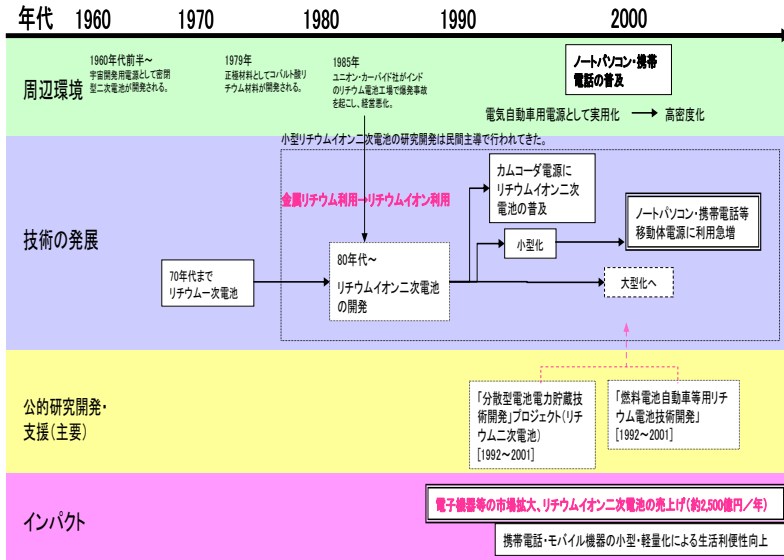 年代 1960 1970 1980 1990 2000
周辺環境
1960年代前半～
宇宙開発用電源として密閉
型二次電池が開発される。
1979年
正極材料としてコバルト酸
リチウム材料が開発される。
1985年
ユニオン・カーバイド社がインド
のリチウム電池工場で爆発事故
を起こし、経営悪化。
ノートパソコン・携帯
電話の普及
電気自動車用電源として実用化
高密度化
技術の発展
小型リチウムイオン二次電池の研究開発は民間主導で行われてきた。
金属リチウム利用→リチウムイオン利用
カムコーダ電源に
リチウムイオン二次
電池の普及
小型化
ノートパソコン・携帯電話等
移動体電源に利用急増
70年代まで
リチウム一次電池
80年代～
リチウムイオン二次電池
の開発
大型化へ
公的研究開発・
支援（主要）
「分散型電池電力貯蔵技
術開発」プロジェクト（リチ
ウム二次電池）
[1992～2001]
「燃料電池自動車等用リチ
ウム電池技術開発」
[1992～2001]
インパクト
電子機器等の市場拡大、リチウムイオン二次電池の売上げ（約2,500億円／年）
携帯電話・モバイル機器の小型・軽量化による生活利便性向上